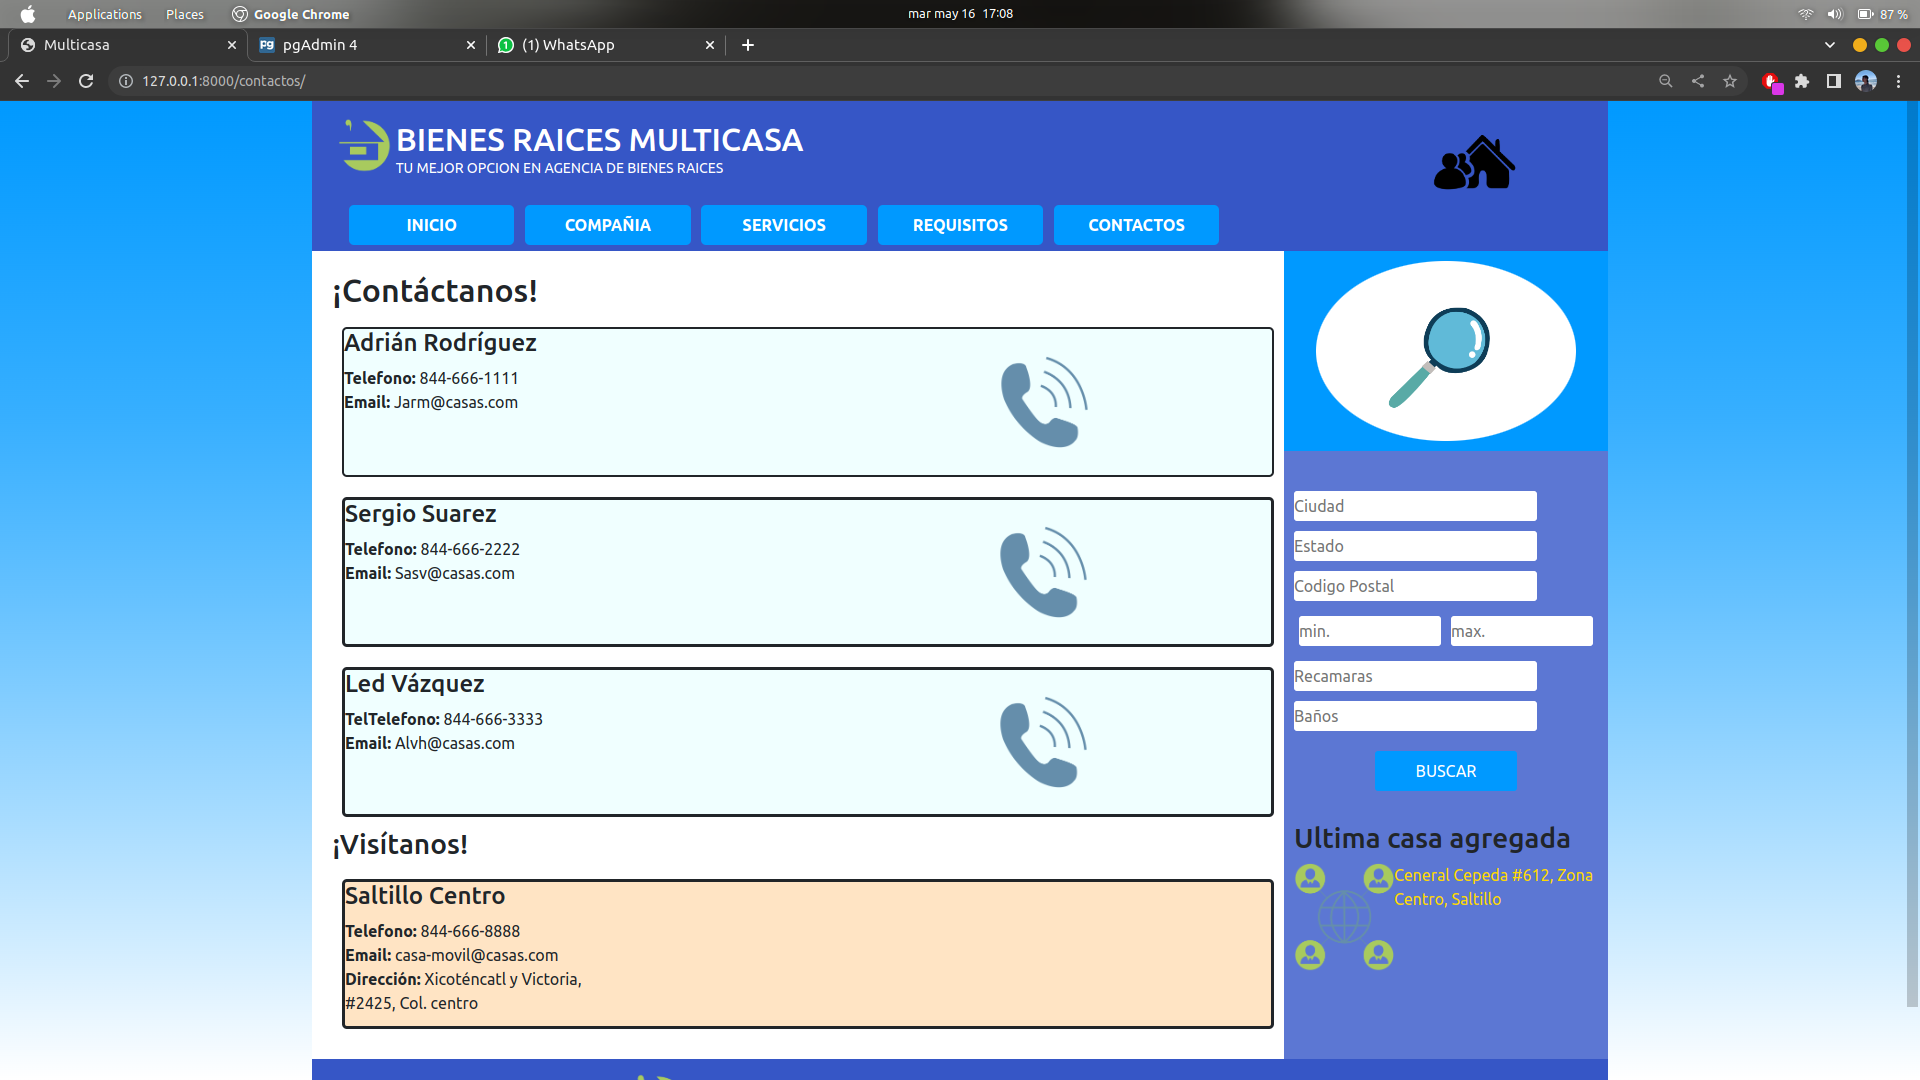 Applications Places Google Chrome mar may 16 17:08 87 %
Multicasa pgAdmin 4 1 (1) WhatsApp
127.0.0.1:8000/contactos/
BIENES RAICES MULTICASA
TU MEJOR OPCION EN AGENCIA DE BIENES RAICES
INICIO COMPAÑIA SERVICIOS REQUISITOS CONTACTOS
¡Contáctanos!
Adrián Rodríguez
Telefono: 844-666-1111
Email: Jarm@casas.com
Sergio Suarez
Telefono: 844-666-2222
Email: Sasv@casas.com
Led Vázquez
TelTelefono: 844-666-3333
Email: Alvh@casas.com
¡Visítanos!
Saltillo Centro
Telefono: 844-666-8888
Email: casa-movil@casas.com
Dirección: Xicoténcatl y Victoria,
#2425, Col. centro
Ciudad
Estado
Codigo Postal
min. max.
Recamaras
Baños
BUSCAR
Ultima casa agregada
Ceneral Cepeda #612, Zona
Centro, Saltillo